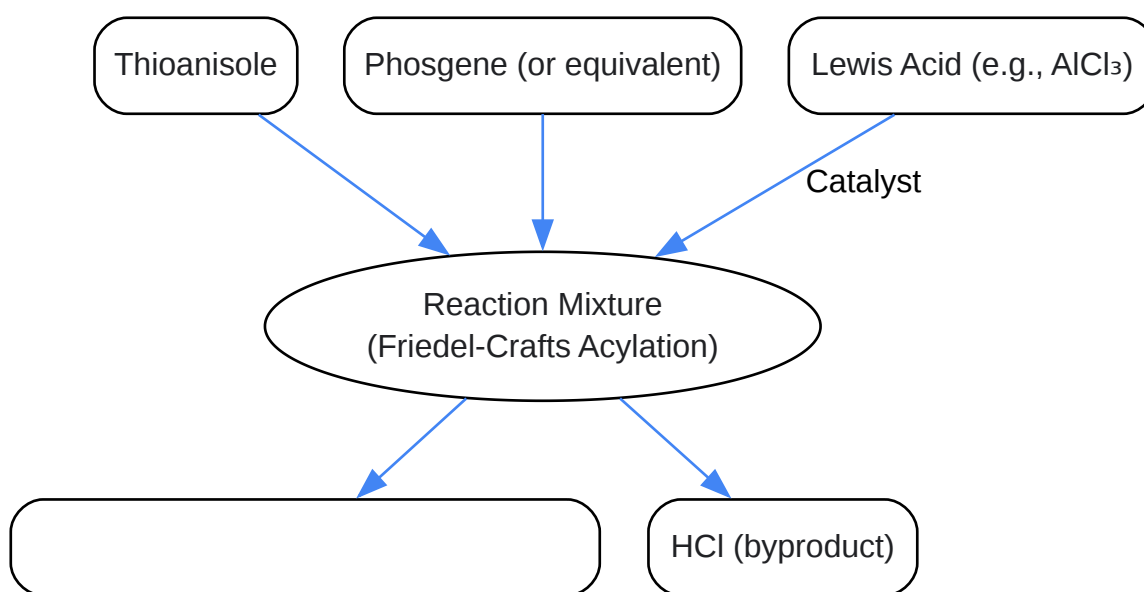 Thioanisole
Phosgene (or equivalent)
Lewis Acid (e.g., AlCl₃)
Catalyst
Reaction Mixture
(Friedel-Crafts Acylation)
HCl (byproduct)